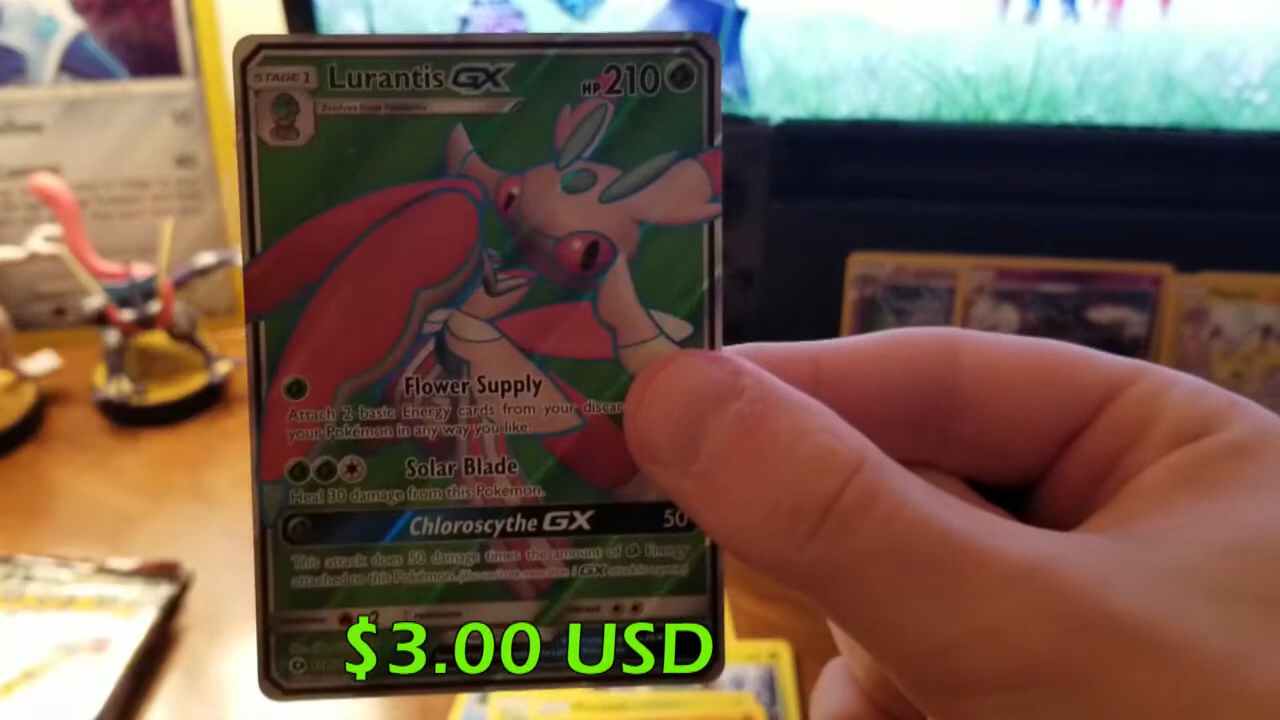 STAGE 1
Lurantis GX
HP 210
Evolves from
Flower Supply
Attach 2 basic Energy cards from your discar
your Pokémon in any way you like.
Solar Blade
Heal 30 damage from this Pokémon.
Chloroscythe GX 50
This attack does 50 damage times the amount of Energy
attached to this Pokémon. (You can't use more than 1 GX attack in a game.)
$3.00 USD